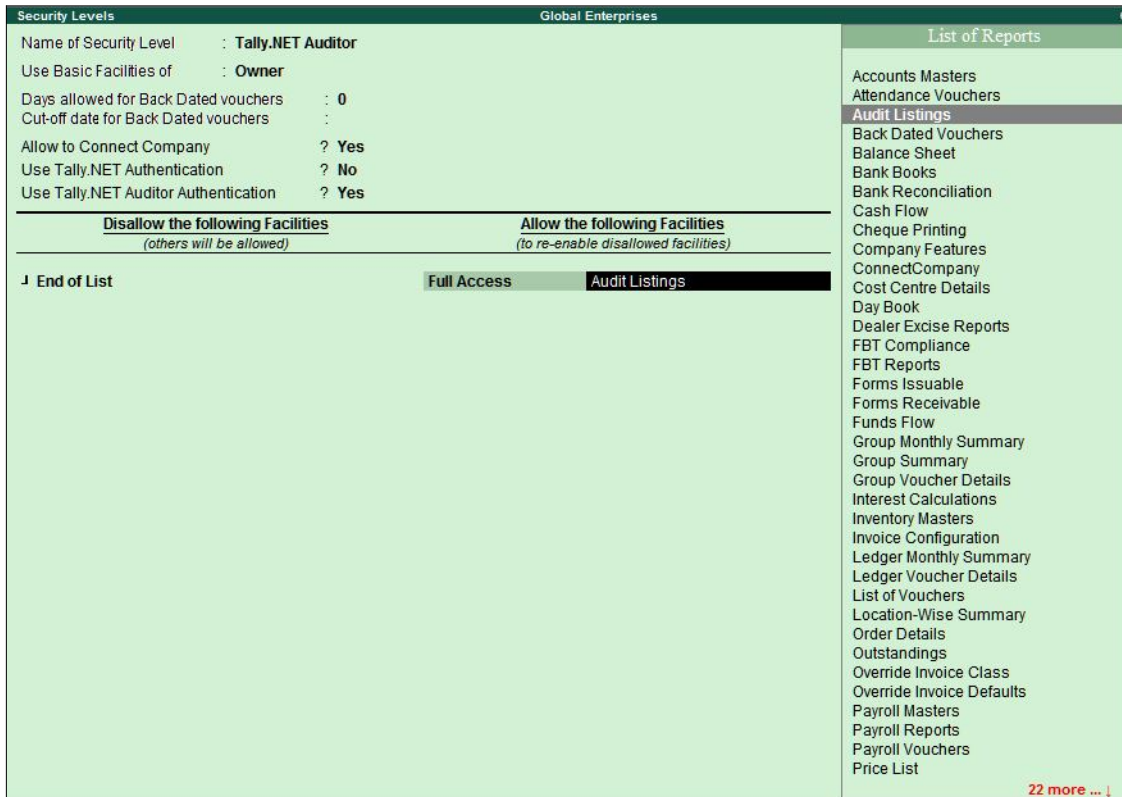 Security Levels Global Enterprises
Name of Security Level : Tally.NET Auditor
Use Basic Facilities of : Owner
Days allowed for Back Dated vouchers : 0
Cut-off date for Back Dated vouchers :
Allow to Connect Company ? Yes
Use Tally.NET Authentication ? No
Use Tally.NET Auditor Authentication ? Yes
Disallow the following Facilities Allow the following Facilities
(others will be allowed) (to re-enable disallowed facilities)
End of List Full Access Audit Listings
List of Reports
Accounts Masters
Attendance Vouchers
Audit Listings
Back Dated Vouchers
Balance Sheet
Bank Books
Bank Reconciliation
Cash Flow
Cheque Printing
Company Features
ConnectCompany
Cost Centre Details
Day Book
Dealer Excise Reports
FBT Compliance
FBT Reports
Forms Issuable
Forms Receivable
Funds Flow
Group Monthly Summary
Group Summary
Group Voucher Details
Interest Calculations
Inventory Masters
Invoice Configuration
Ledger Monthly Summary
Ledger Voucher Details
List of Vouchers
Location-Wise Summary
Order Details
Outstandings
Override Invoice Class
Override Invoice Defaults
Payroll Masters
Payroll Reports
Payroll Vouchers
Price List
22 more ... ↓